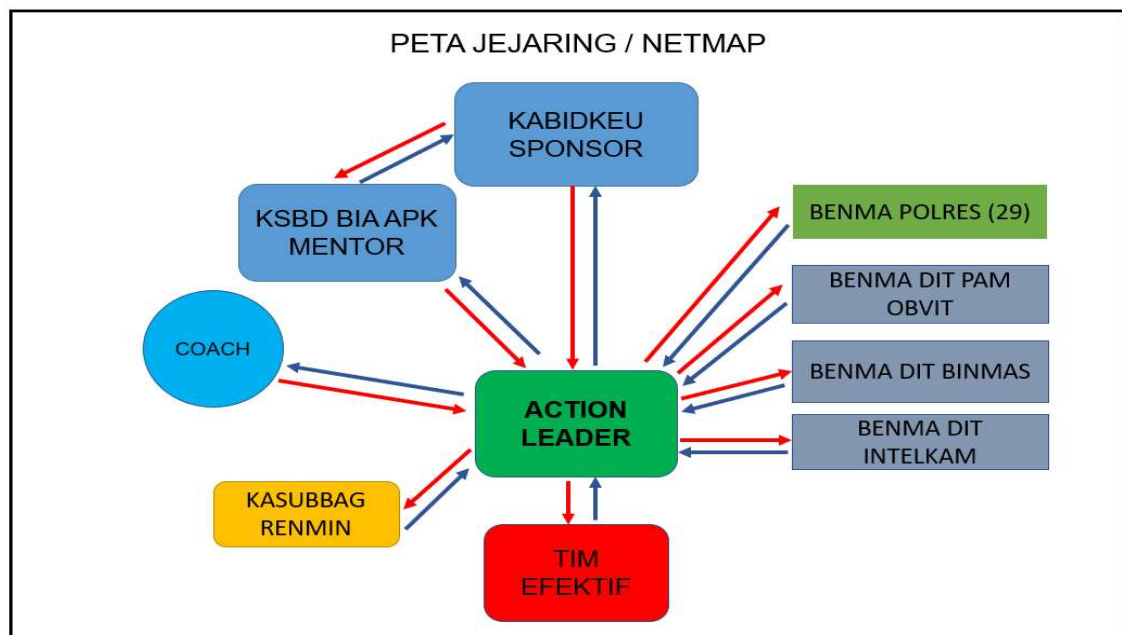 PETA JEJARING / NETMAP
KABIDKEU
SPONSOR
KSBD BIA APK
MENTOR
BENMA POLRES (29)
BENMA DIT PAM
OBVIT
COACH
BENMA DIT BINMAS
ACTION
LEADER
BENMA DIT
INTELKAM
KASUBBAG
RENMIN
TIM
EFEKTIF